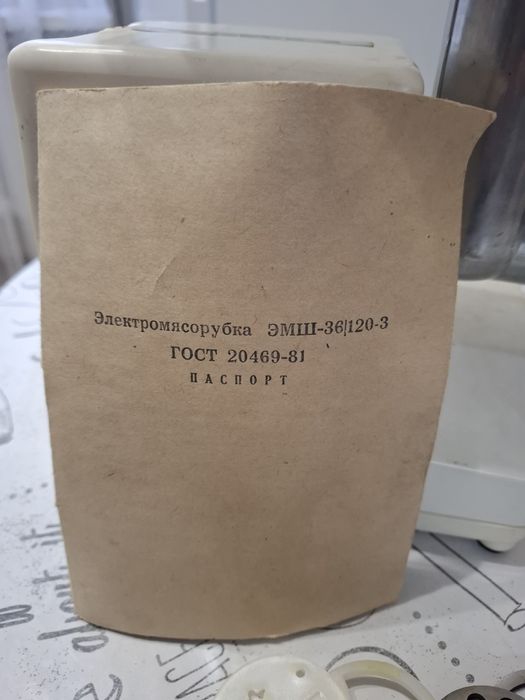 Электромясорубка ЭМШ-36|120-3
ГОСТ 20469-81
ПАСПОРТ